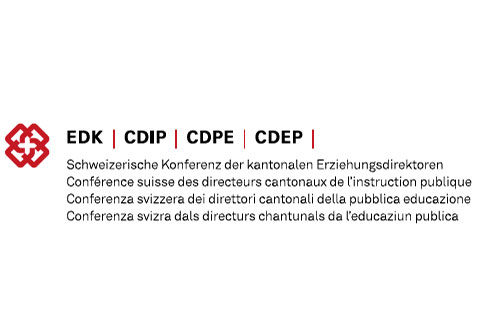 EDK | CDIP | CDPE | CDEP |
Schweizerische Konferenz der kantonalen Erziehungsdirektoren
Conférence suisse des directeurs cantonaux de l'instruction publique
Conferenza svizzera dei direttori cantonali della pubblica educazione
Conferenza svizra dals directurs chantunals da l'educaziun publica